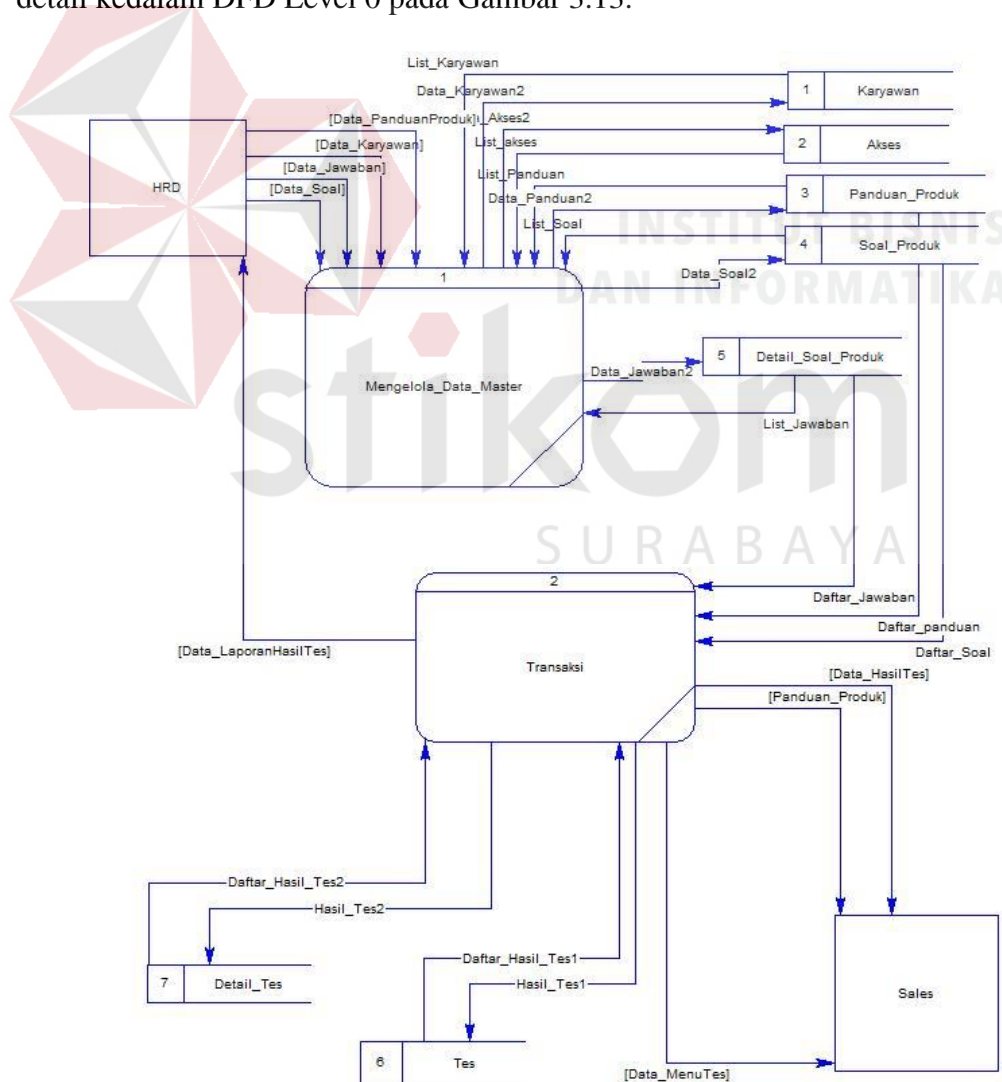 detail kedalam DFD Level 0 pada Gambar 3.13.
List_Karyawan
1 Karyawan
Data_Karyawan2
[Data_PanduanProduk]
_Akses2
2 Akses
[Data_Karyawan]
List_akses
[Data_Jawaban]
List_Panduan
HRD
[Data_Soal]
Data_Panduan2
3 Panduan_Produk
List_Soal
INSTITUT BISNIS
4 Soal_Produk
1
Data_Soal2
DAN INFORMATIKA
5 Detail_Soal_Produk
Data_Jawaban2
Mengelola_Data_Master
List_Jawaban
stikom
SURABAYA
2
Daftar_Jawaban
Daftar_panduan
[Data_LaporanHasilTes]
Daftar_Soal
Transaksi
[Data_HasilTes]
[Panduan_Produk]
Daftar_Hasil_Tes2
Hasil_Tes2
Daftar_Hasil_Tes1
7 Detail_Tes
Hasil_Tes1
Sales
6 Tes
[Data_MenuTes]